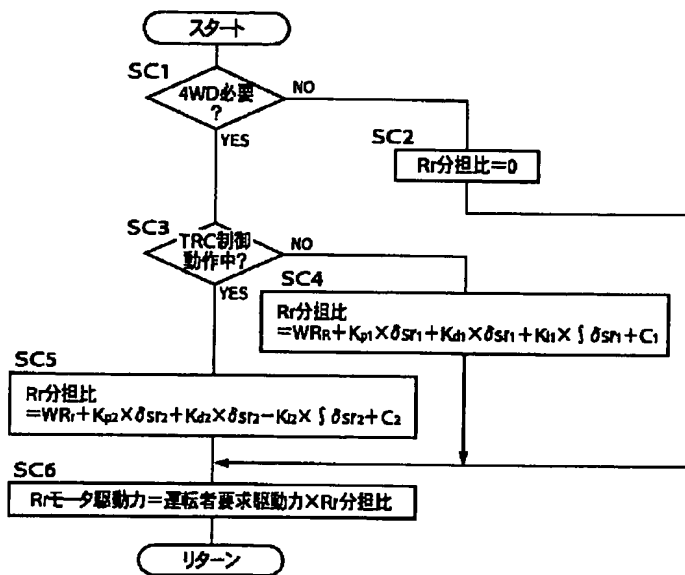 スタート
SC1
4WD必要
?
NO
YES
SC2
Rr分担比=0
SC3
TRC制御
動作中?
NO
YES
SC4
Rr分担比
=WRR+Kp1×δsr1+Kd1×δsr1+Ki1×∫δsr1+C1
SC5
Rr分担比
=WRr+Kp2×δsr2+Kd2×δsr2-Ki2×∫δsr2+C2
SC6
Rrモータ駆動力=運転者要求駆動力×Rr分担比
リターン